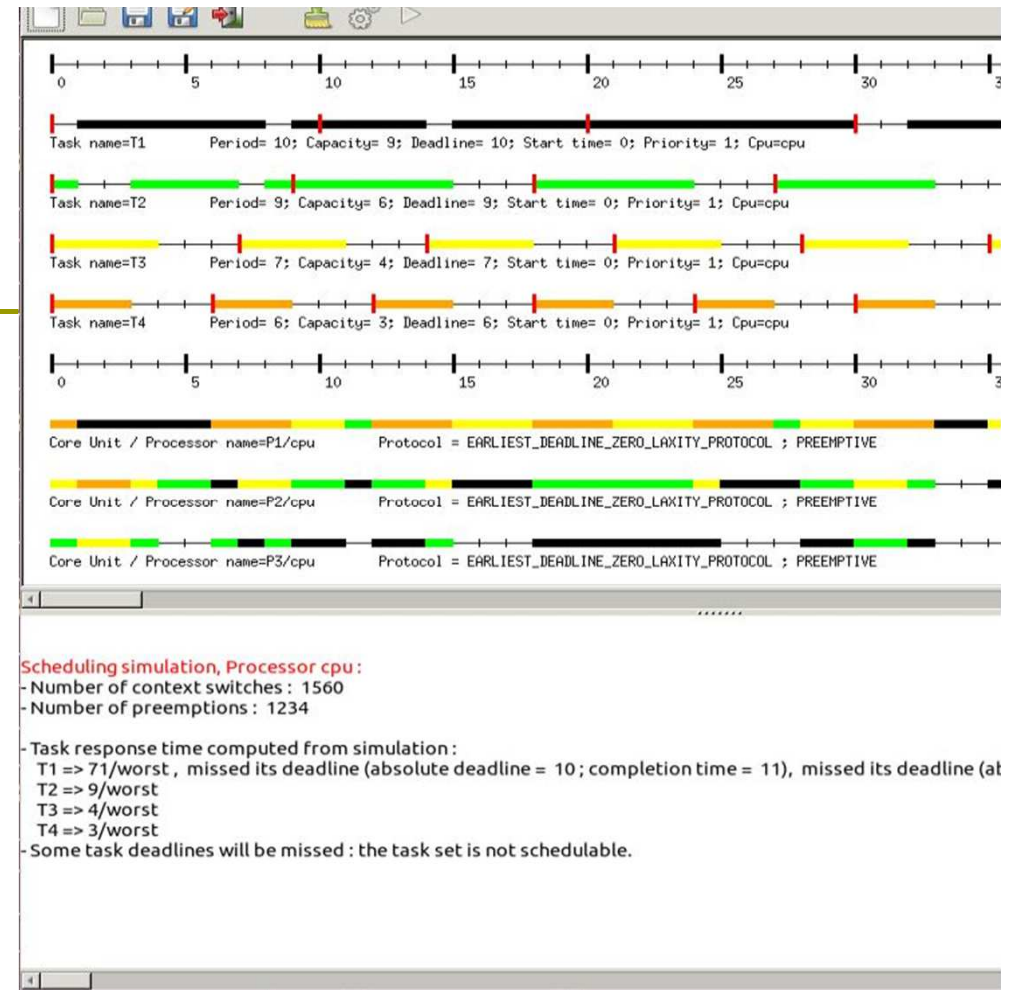 0 5 10 15 20 25 30 3
Task name=T1 Period= 10; Capacity= 9; Deadline= 10; Start time= 0; Priority= 1; Cpu=cpu
Task name=T2 Period= 9; Capacity= 6; Deadline= 9; Start time= 0; Priority= 1; Cpu=cpu
Task name=T3 Period= 7; Capacity= 4; Deadline= 7; Start time= 0; Priority= 1; Cpu=cpu
Task name=T4 Period= 6; Capacity= 3; Deadline= 6; Start time= 0; Priority= 1; Cpu=cpu
0 5 10 15 20 25 30 3
Core Unit / Processor name=P1/cpu Protocol = EARLIEST_DEADLINE_ZERO_LAXITY_PROTOCOL ; PREEMPTIVE
Core Unit / Processor name=P2/cpu Protocol = EARLIEST_DEADLINE_ZERO_LAXITY_PROTOCOL ; PREEMPTIVE
Core Unit / Processor name=P3/cpu Protocol = EARLIEST_DEADLINE_ZERO_LAXITY_PROTOCOL ; PREEMPTIVE
Scheduling simulation, Processor cpu :
- Number of context switches : 1560
- Number of preemptions : 1234
- Task response time computed from simulation :
T1 => 71/worst , missed its deadline (absolute deadline = 10 ; completion time = 11), missed its deadline (ab
T2 => 9/worst
T3 => 4/worst
T4 => 3/worst
- Some task deadlines will be missed : the task set is not schedulable.